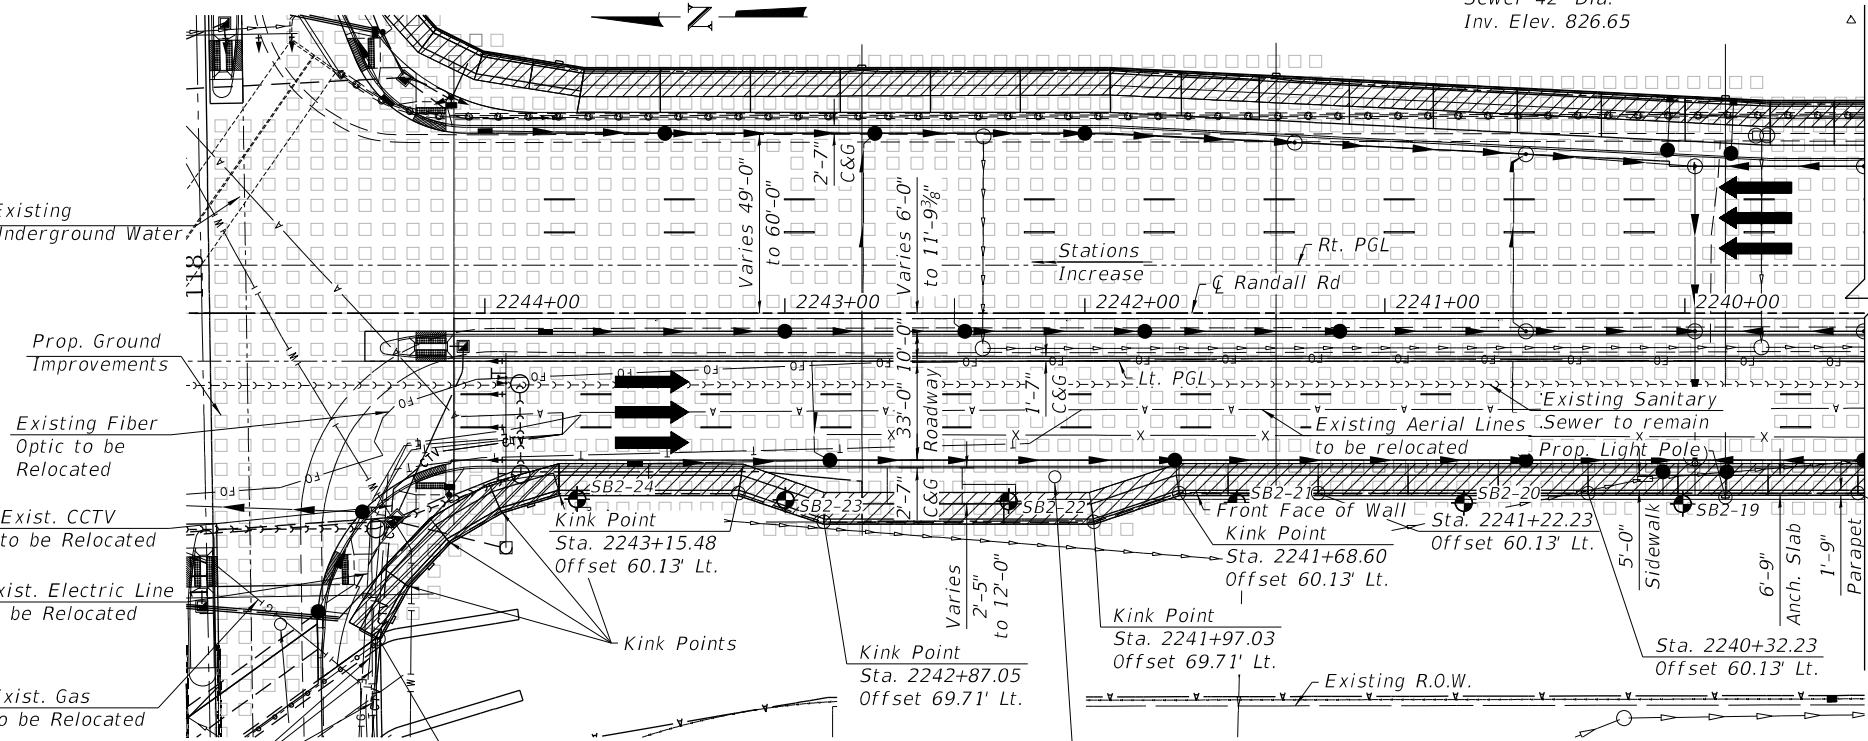 Sewer 42" Dia.
Inv. Elev. 826.65
N
Existing
Underground Water
118
Varies 49'-0"
to 60'-0"
2'-7"
C&G
Varies 6'-0"
to 11'-9⅜"
Stations
Increase
Rt. PGL
℄ Randall Rd
2244+00
2243+00
2242+00
2241+00
2240+00
Prop. Ground
Improvements
10'-0"
33'-0"
Roadway
1'-7"
C&G
Lt. PGL
Existing Fiber
Optic to be
Relocated
Existing Aerial Lines
to be relocated
Existing Sanitary
Sewer to remain
Prop. Light Pole
SB2-24
SB2-23
SB2-22
SB2-21
SB2-20
SB2-19
2'-7"
C&G
Front Face of Wall
Exist. CCTV
to be Relocated
Kink Point
Sta. 2243+15.48
Offset 60.13' Lt.
Kink Point
Sta. 2241+68.60
Offset 60.13' Lt.
Sta. 2241+22.23
Offset 60.13' Lt.
Exist. Electric Line
be Relocated
Varies
2'-5"
to 12'-0"
5'-0"
Sidewalk
6'-9"
Anch. Slab
1'-9"
Parapet
Kink Points
Kink Point
Sta. 2242+87.05
Offset 69.71' Lt.
Kink Point
Sta. 2241+97.03
Offset 69.71' Lt.
Sta. 2240+32.23
Offset 60.13' Lt.
Exist. Gas
to be Relocated
Existing R.O.W.